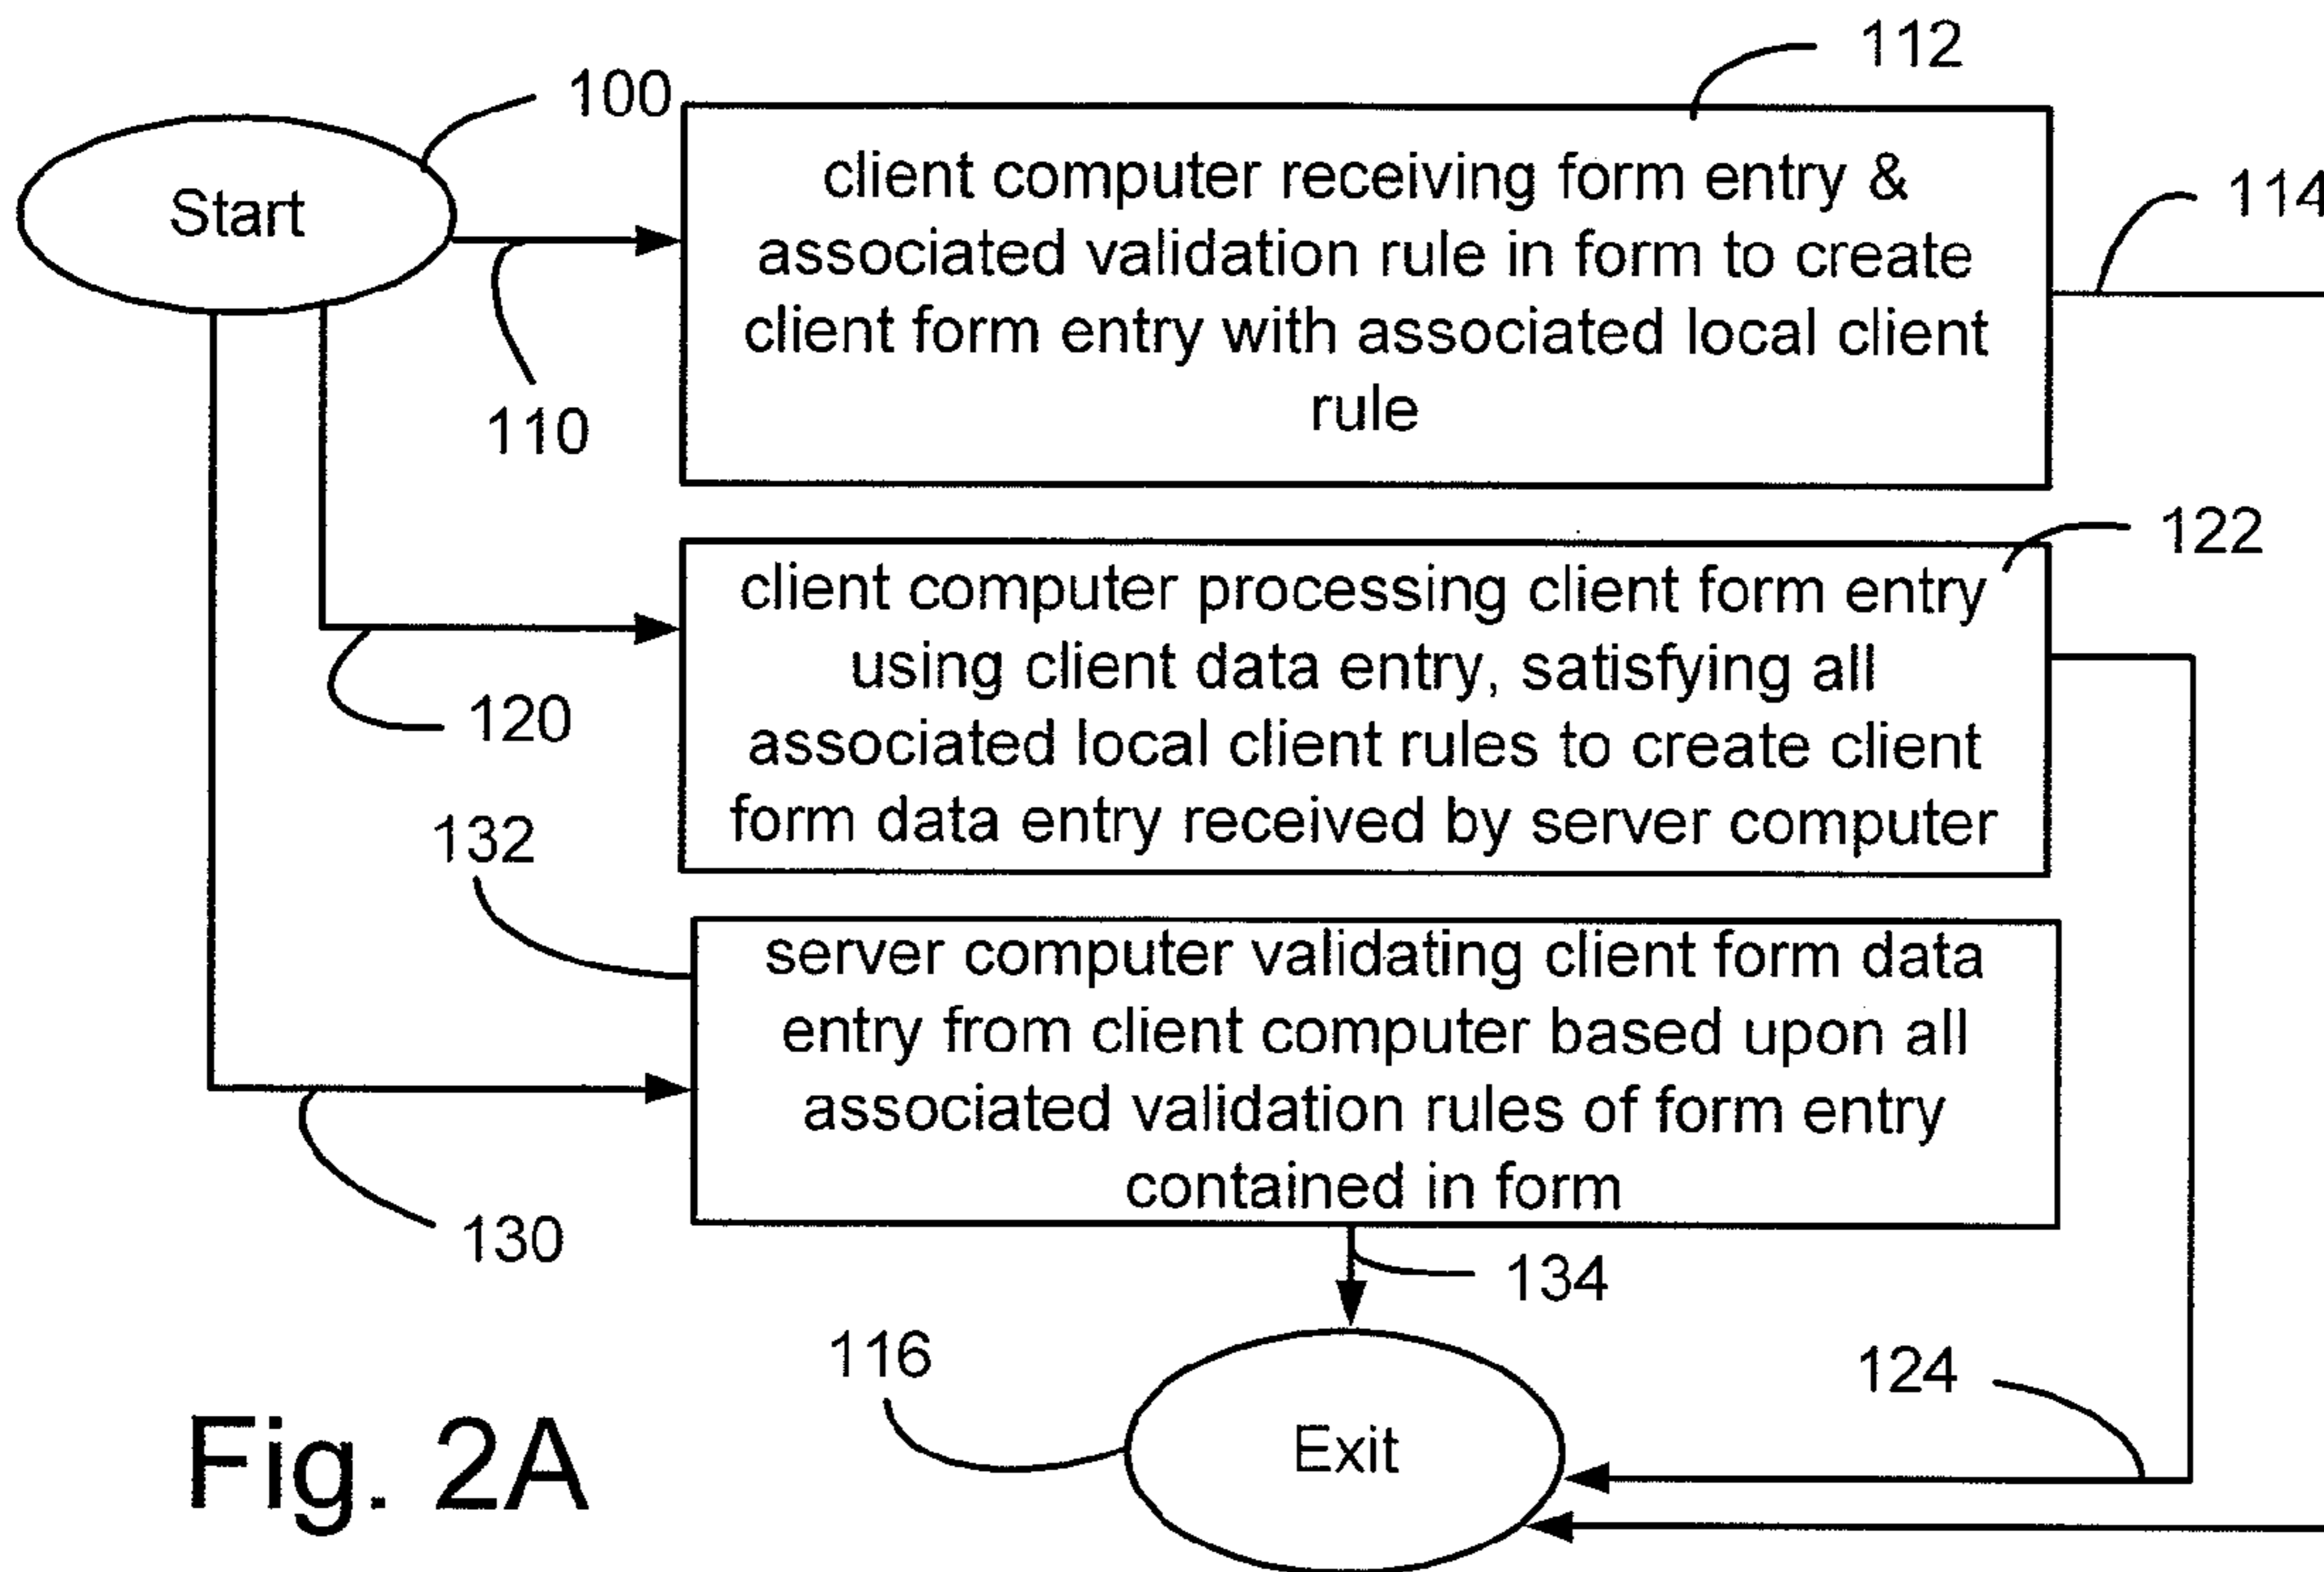 112
100
Start
client computer receiving form entry &
associated validation rule in form to create
client form entry with associated local client
rule
114
110
122
client computer processing client form entry
using client data entry, satisfying all
associated local client rules to create client
form data entry received by server computer
120
132
server computer validating client form data
entry from client computer based upon all
associated validation rules of form entry
contained in form
130
134
116
124
Exit
Fig. 2A